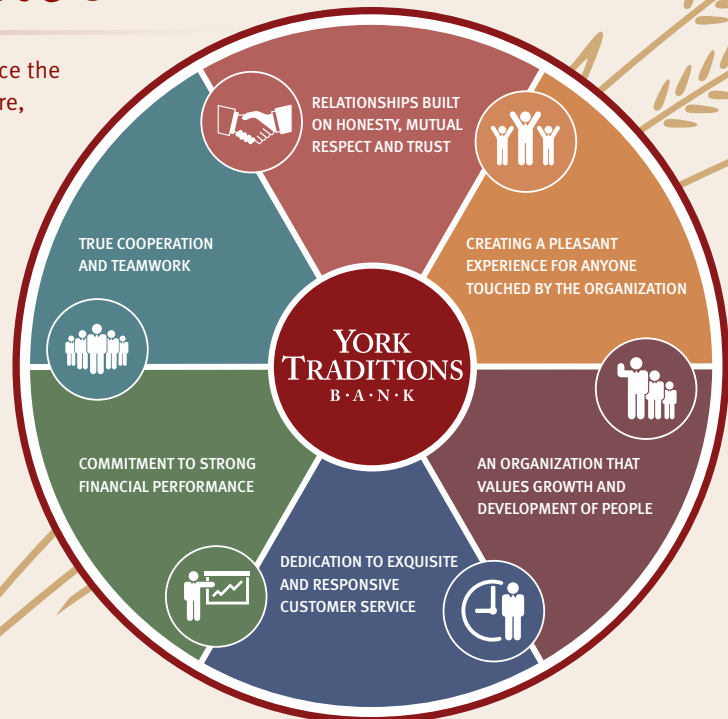 ce the
re,
RELATIONSHIPS BUILT
ON HONESTY, MUTUAL
RESPECT AND TRUST
CREATING A PLEASANT
EXPERIENCE FOR ANYONE
TOUCHED BY THE ORGANIZATION
AN ORGANIZATION THAT
VALUES GROWTH AND
DEVELOPMENT OF PEOPLE
DEDICATION TO EXQUISITE
AND RESPONSIVE
CUSTOMER SERVICE
COMMITMENT TO STRONG
FINANCIAL PERFORMANCE
TRUE COOPERATION
AND TEAMWORK
YORK
TRADITIONS
B·A·N·K